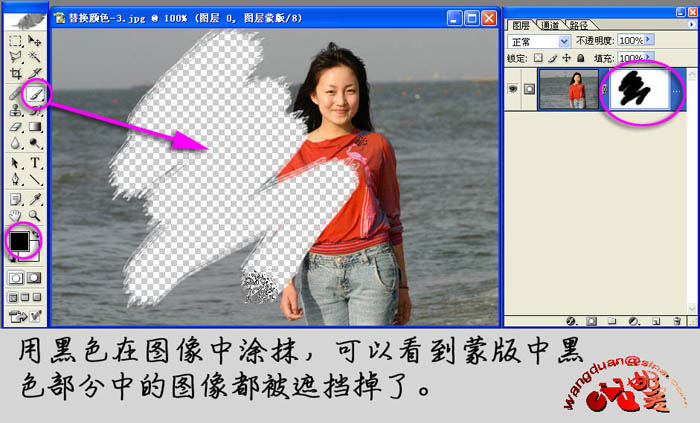 替换颜色-3.jpg @ 100% (图层 0, 图层蒙版/8)
图层 通道 路径
正常 不透明度: 100%
锁定: 填充: 100%
T
用黑色在图像中涂抹，可以看到蒙版中黑
色部分中的图像都被遮挡掉了。
wangduan@sina.